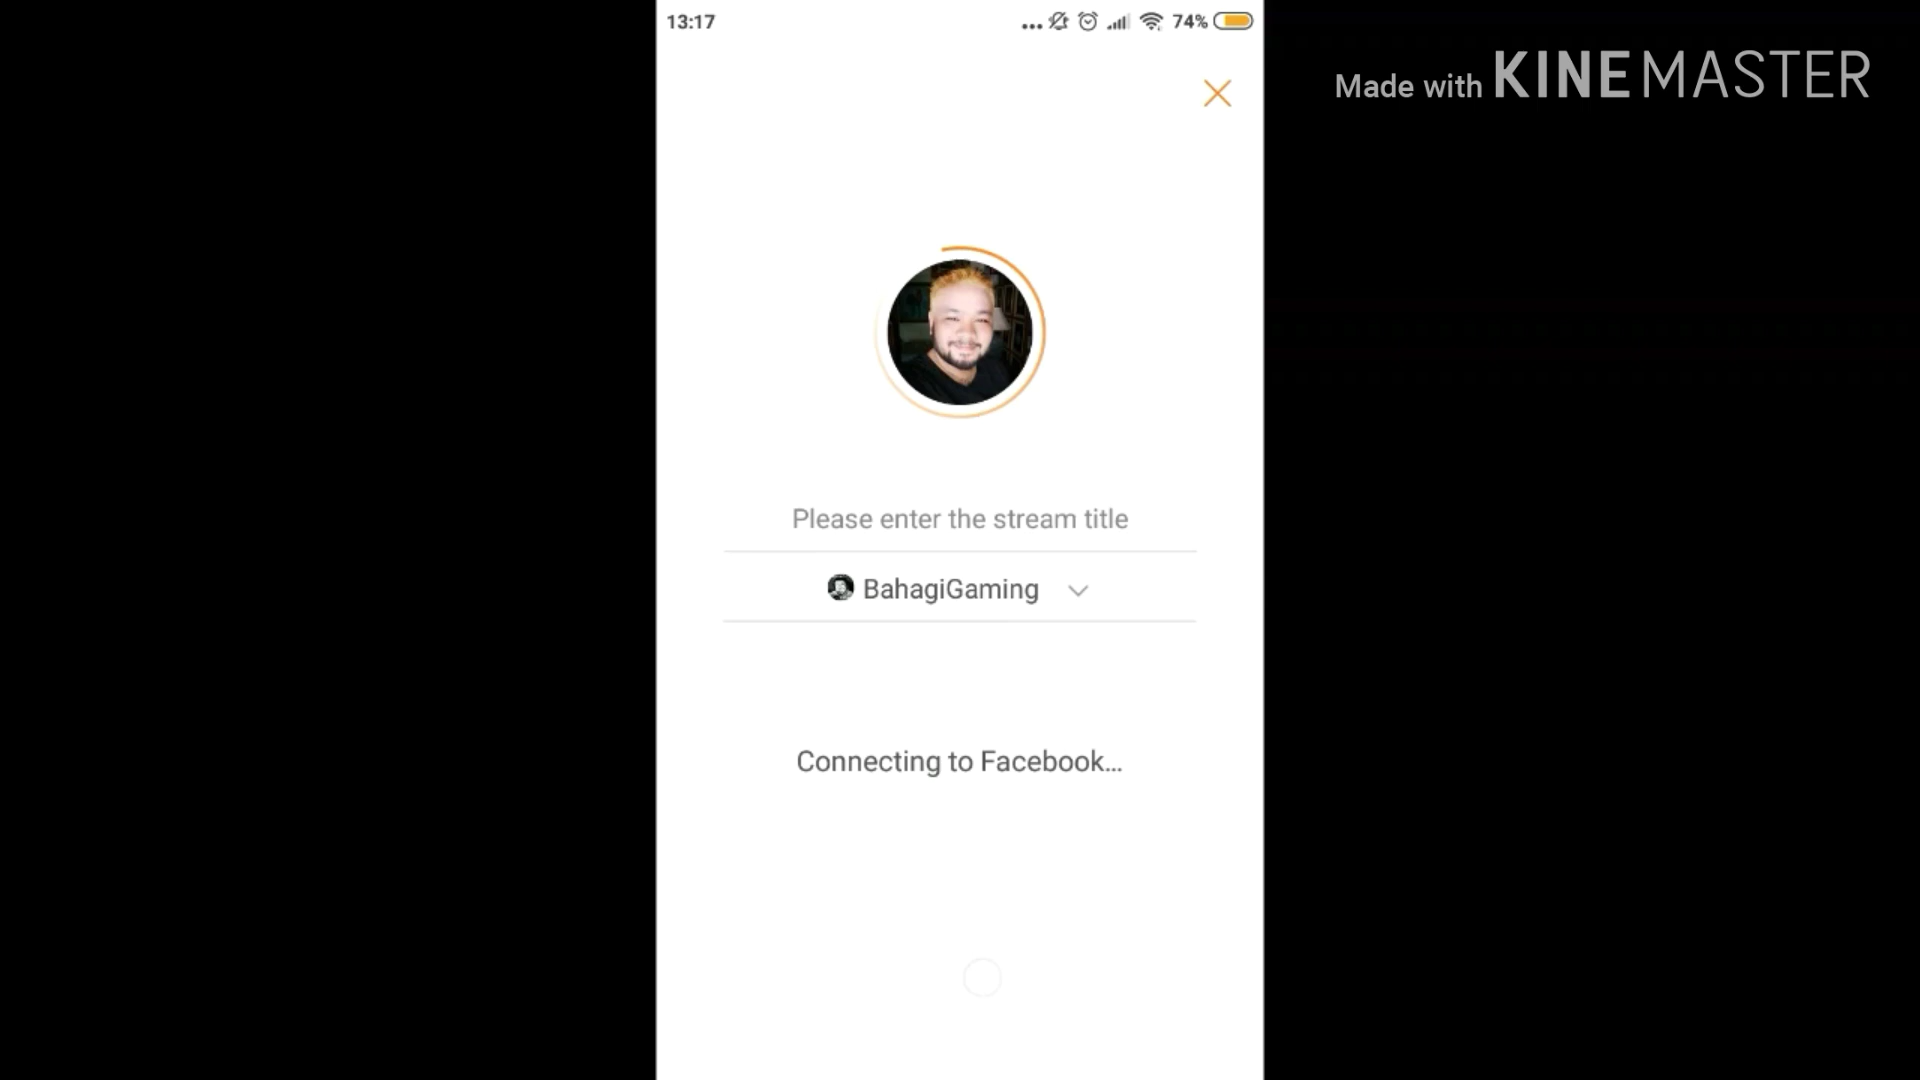 13:17
74%
Made with KINEMASTER
Please enter the stream title
BahagiGaming
Connecting to Facebook...